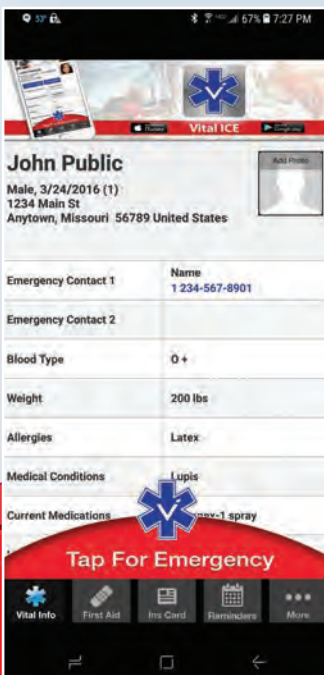 57° 67% 7:27 PM
Vital ICE
John Public
Add Photo
Male, 3/24/2016 (1)
1234 Main St
Anytown, Missouri 56789 United States
Emergency Contact 1 Name
1 234-567-8901
Emergency Contact 2
Blood Type O +
Weight 200 lbs
Allergies Latex
Medical Conditions Lupis
Current Medications spray
Tap For Emergency
Vital Info First Aid Ins Card Reminders More